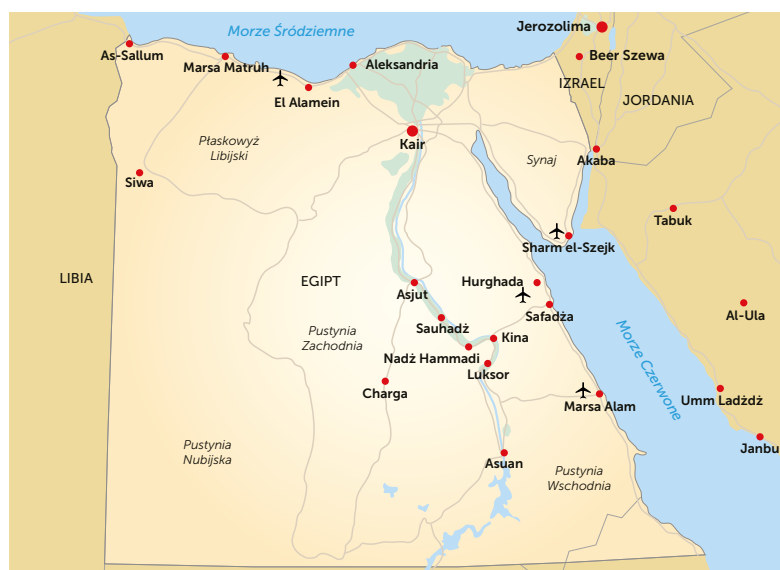 Morze Śródziemne
Jerozolima
As-Sallum
Marsa Matruh
Aleksandria
Beer Szewa
IZRAEL
El Alamein
JORDANIA
Płaskowyż
Libijski
Kair
Synaj
Akaba
Siwa
Tabuk
Sharm el-Szejk
LIBIA
EGIPT
Hurghada
Asjut
Safadża
Al-Ula
Sauhadż
Pustynia
Zachodnia
Kina
Nadż Hammadi
Luksor
Morze Czerwone
Charga
Marsa Alam
Umm Ladżdż
Janbu
Pustynia
Nubijska
Asuan
Pustynia
Wschodnia